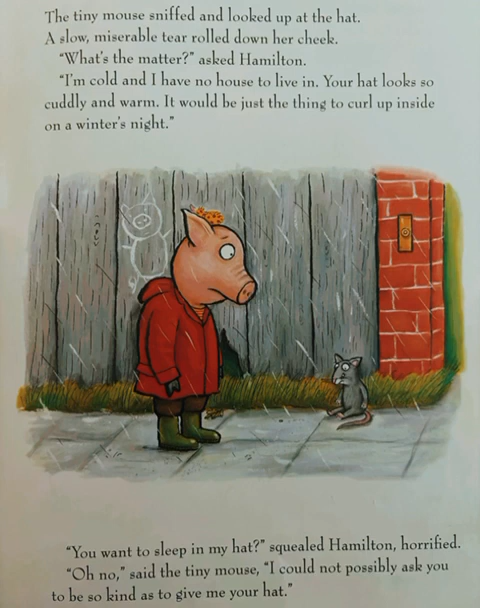 The tiny mouse sniffed and looked up at the hat.
A slow, miserable tear rolled down her cheek.
“What’s the matter?” asked Hamilton.
“I’m cold and I have no house to live in. Your hat looks so
cuddly and warm. It would be just the thing to curl up inside
on a winter’s night.”
“You want to sleep in my hat?” squealed Hamilton, horrified.
“Oh no,” said the tiny mouse, “I could not possibly ask you
to be so kind as to give me your hat.”